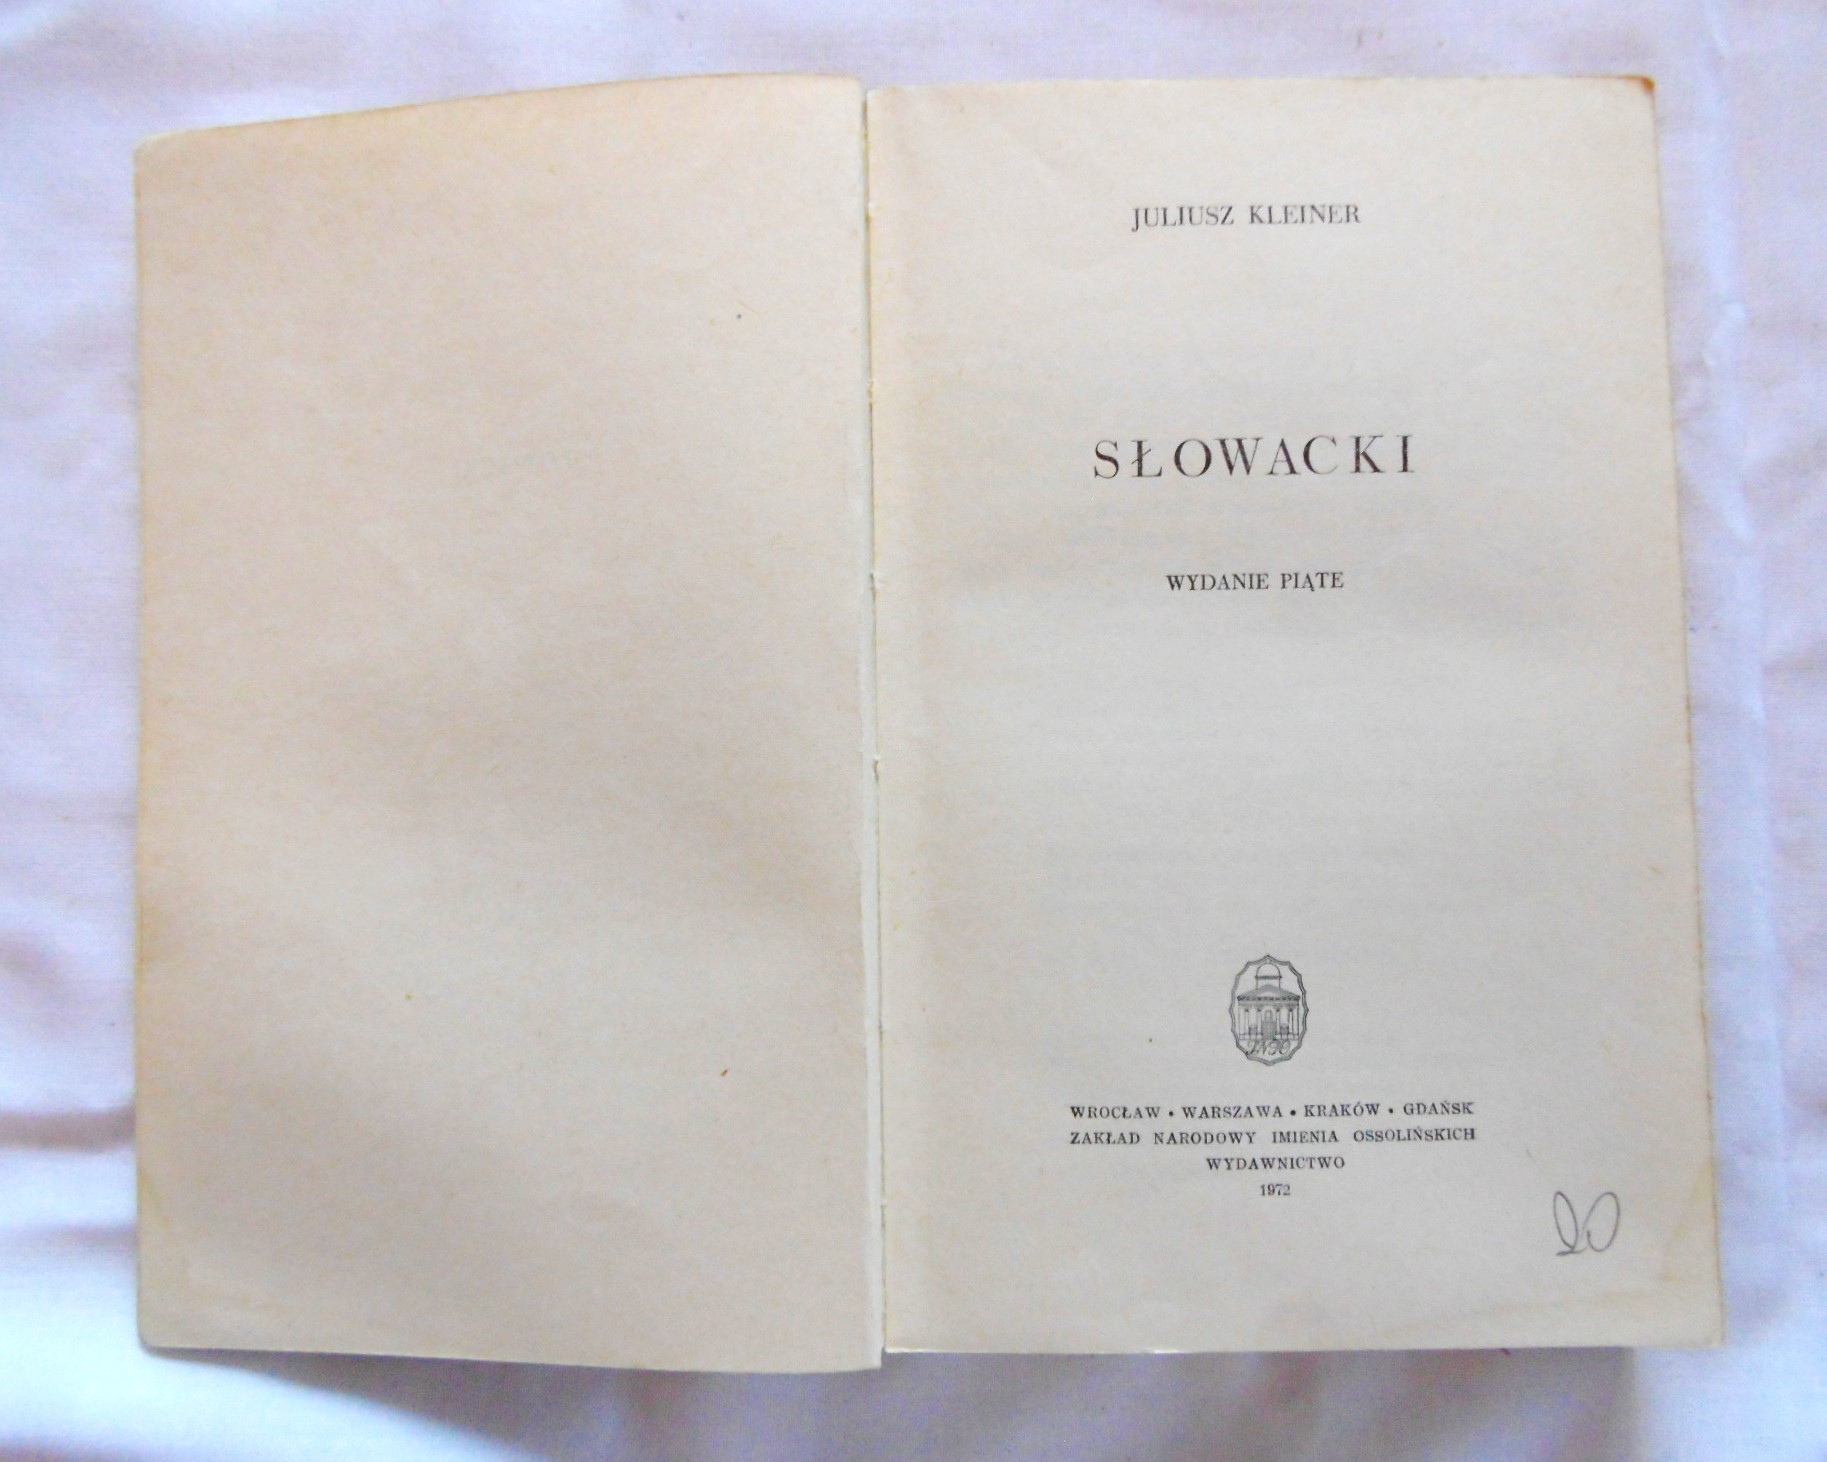 JULIUSZ KLEINER
SŁOWACKI
WYDANIE PIĄTE
WROCŁAW • WARSZAWA • KRAKÓW • GDAŃSK
ZAKŁAD NARODOWY IMIENIA OSSOLIŃSKICH
WYDAWNICTWO
1972